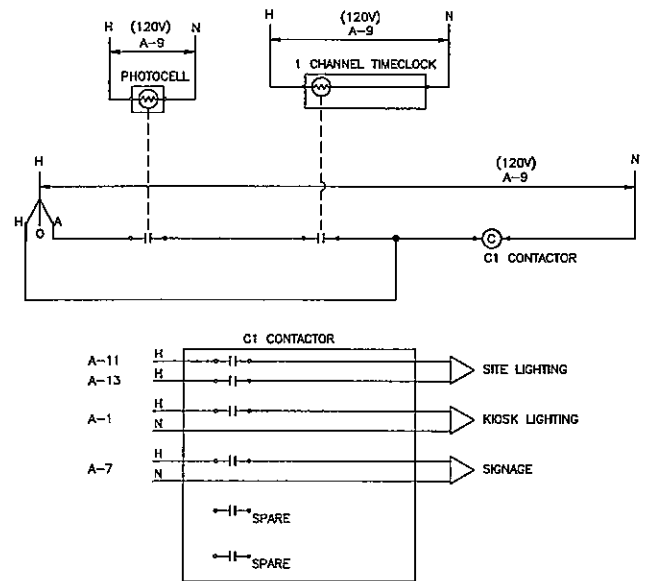 H (120V) N
A-9
PHOTOCELL
H (120V) N
A-9
1 CHANNEL TIMECLOCK
H (120V) N
A-9
H O A
C
C1 CONTACTOR
C1 CONTACTOR
A-11 H
A-13 H
SITE LIGHTING
A-1 H
N
KIOSK LIGHTING
A-7 H
N
SIGNAGE
SPARE
SPARE